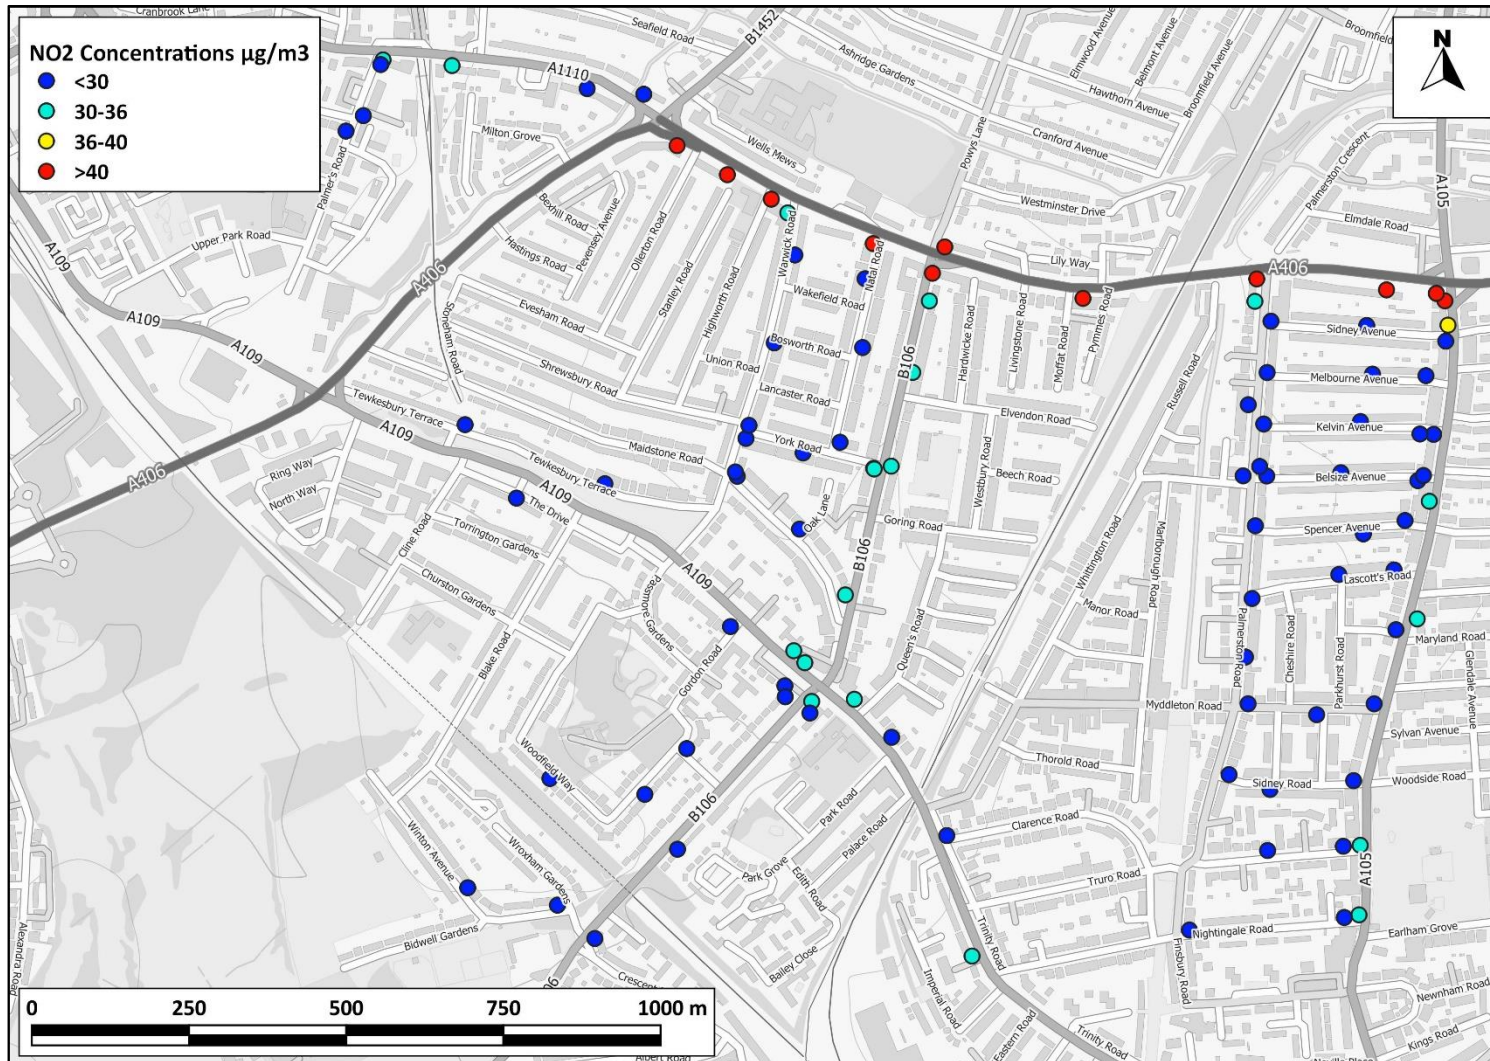 Cranbrook Lane
Seafield Road
B1452
Elmwood Avenue
Belmont Avenue
Broomfield Avenue
Broomfield
NO2 Concentrations µg/m3
<30
30-36
36-40
>40
N
A1110
Ashridge Gardens
Hawthorn Avenue
Cranford Avenue
Powys Lane
Milton Grove
Wells Mews
Palmerston Crescent
A105
Palmer's Road
Bexhill Road
Pevensey Avenue
Westminster Drive
Elmdale Road
Upper Park Road
Hastings Road
Ollerton Road
Warwick Road
Natal Road
Lily Way
A406
A109
A406
Stanley Road
Highworth Road
Wakefield Road
Evesham Road
Stoneham Road
Hardwicke Road
Livingstone Road
Moffat Road
Pymmes Road
A109
A109
Sidney Avenue
Bosworth Road
Union Road
B106
Russell Road
Shrewsbury Road
Lancaster Road
Melbourne Avenue
Tewkesbury Terrace
Elvendon Road
A109
Maidstone Road
York Road
Kelvin Avenue
A406
Ring Way
North Way
Tewkesbury Terrace
Westbury Road
Beech Road
Belsize Avenue
The Drive
A109
Oak Lane
Goring Road
Spencer Avenue
Cline Road
Torrington Gardens
B106
Whittington Road
Marlborough Road
A109
Lascott's Road
Churston Gardens
Passmore Gardens
Manor Road
Palmerston Road
Cheshire Road
Parkhurst Road
Maryland Road
Blake Road
Gordon Road
Queen's Road
Glendale Avenue
Myddleton Road
Sylvan Avenue
Woodfield Way
Thorold Road
Sidney Road
Woodside Road
B106
Park Road
Palace Road
Clarence Road
Winton Avenue
Wroxham Gardens
Park Grove
Edith Road
Truro Road
A105
Bidwell Gardens
Bailey Close
Trinity Road
Nightingale Road
Earlham Grove
Alexandra Road
Imperial Road
Finsbury Road
Newnham Road
Eastern Road
Trinity Road
Kings Road
0 250 500 750 1000 m